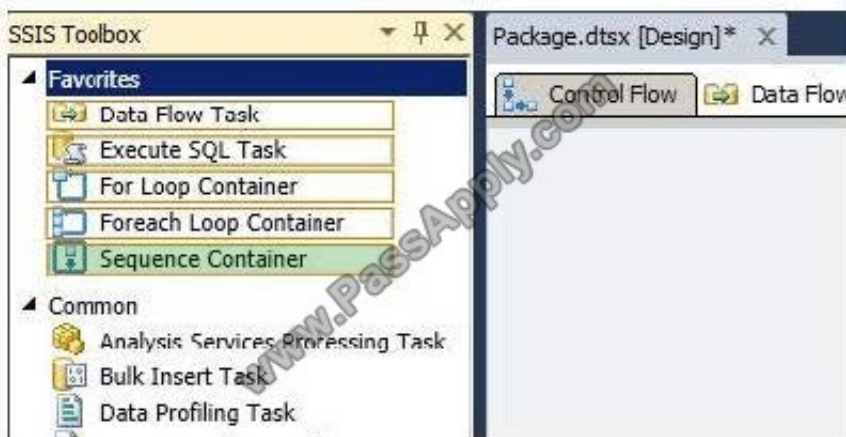 SSIS Toolbox
Package.dtsx [Design]*
Favorites
Control Flow
Data Flow
Data Flow Task
Execute SQL Task
For Loop Container
Foreach Loop Container
Sequence Container
Common
Analysis Services Processing Task
Bulk Insert Task
Data Profiling Task
www.PassApply.com